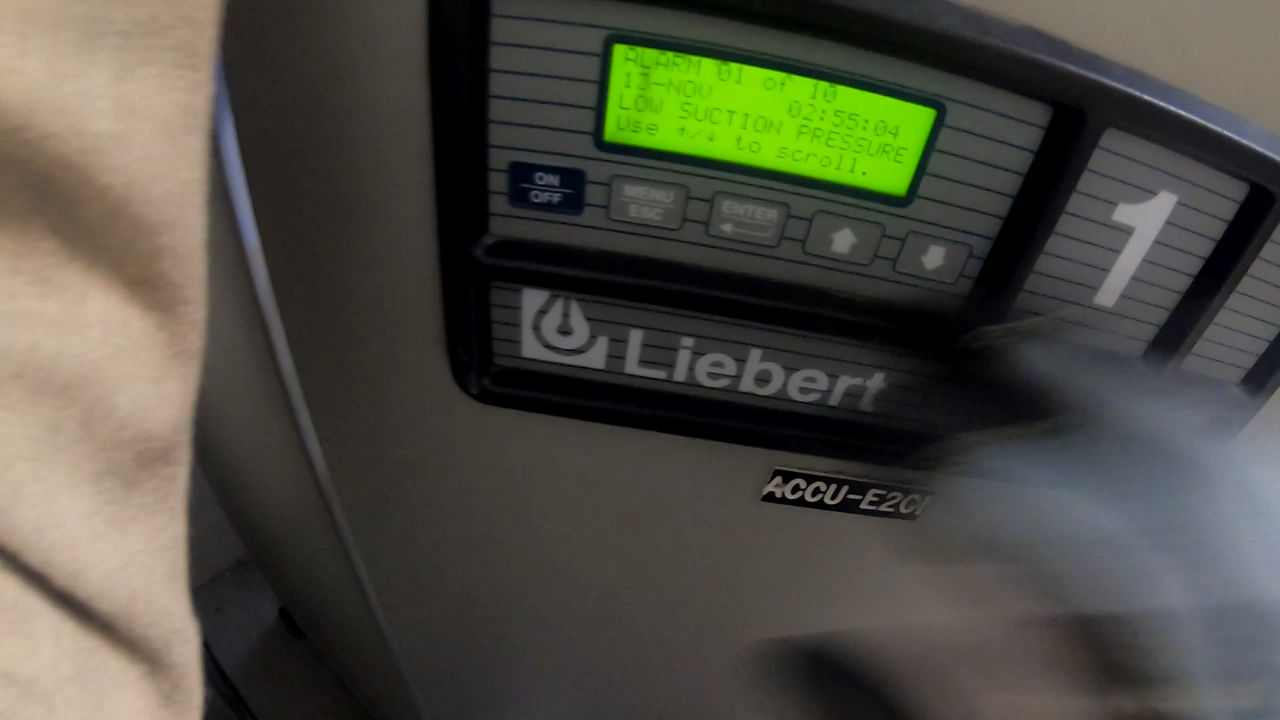 ALARM 01 of 10
13-NOV 02:55:04
LOW SUCTION PRESSURE
Use ↑/↓ to scroll.
ON
OFF
MENU
ESC
ENTER
1
Liebert